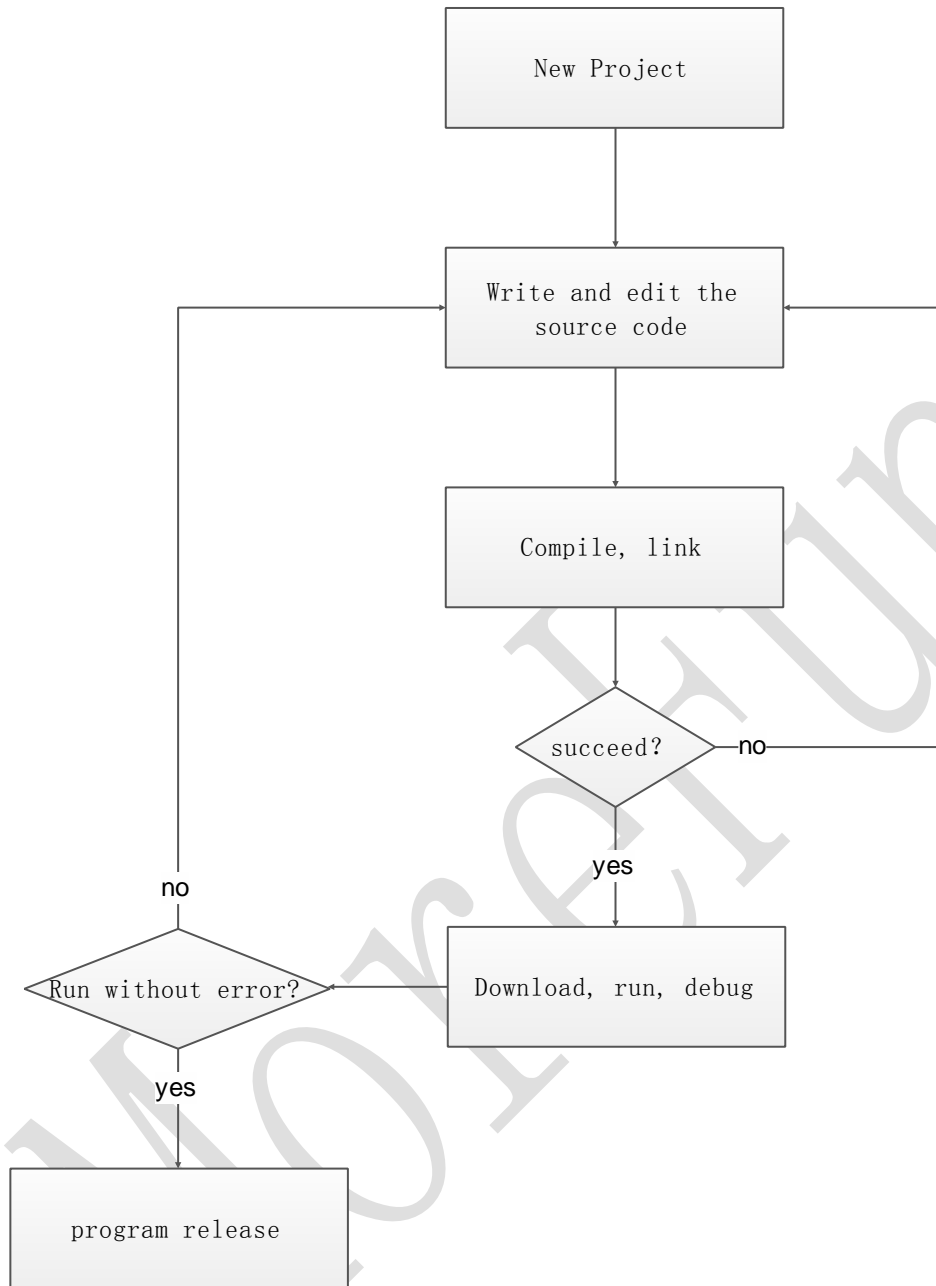 New Project
Write and edit the
source code
Compile, link
succeed?
no
yes
no
Run without error?
Download, run, debug
yes
program release
MoreFun